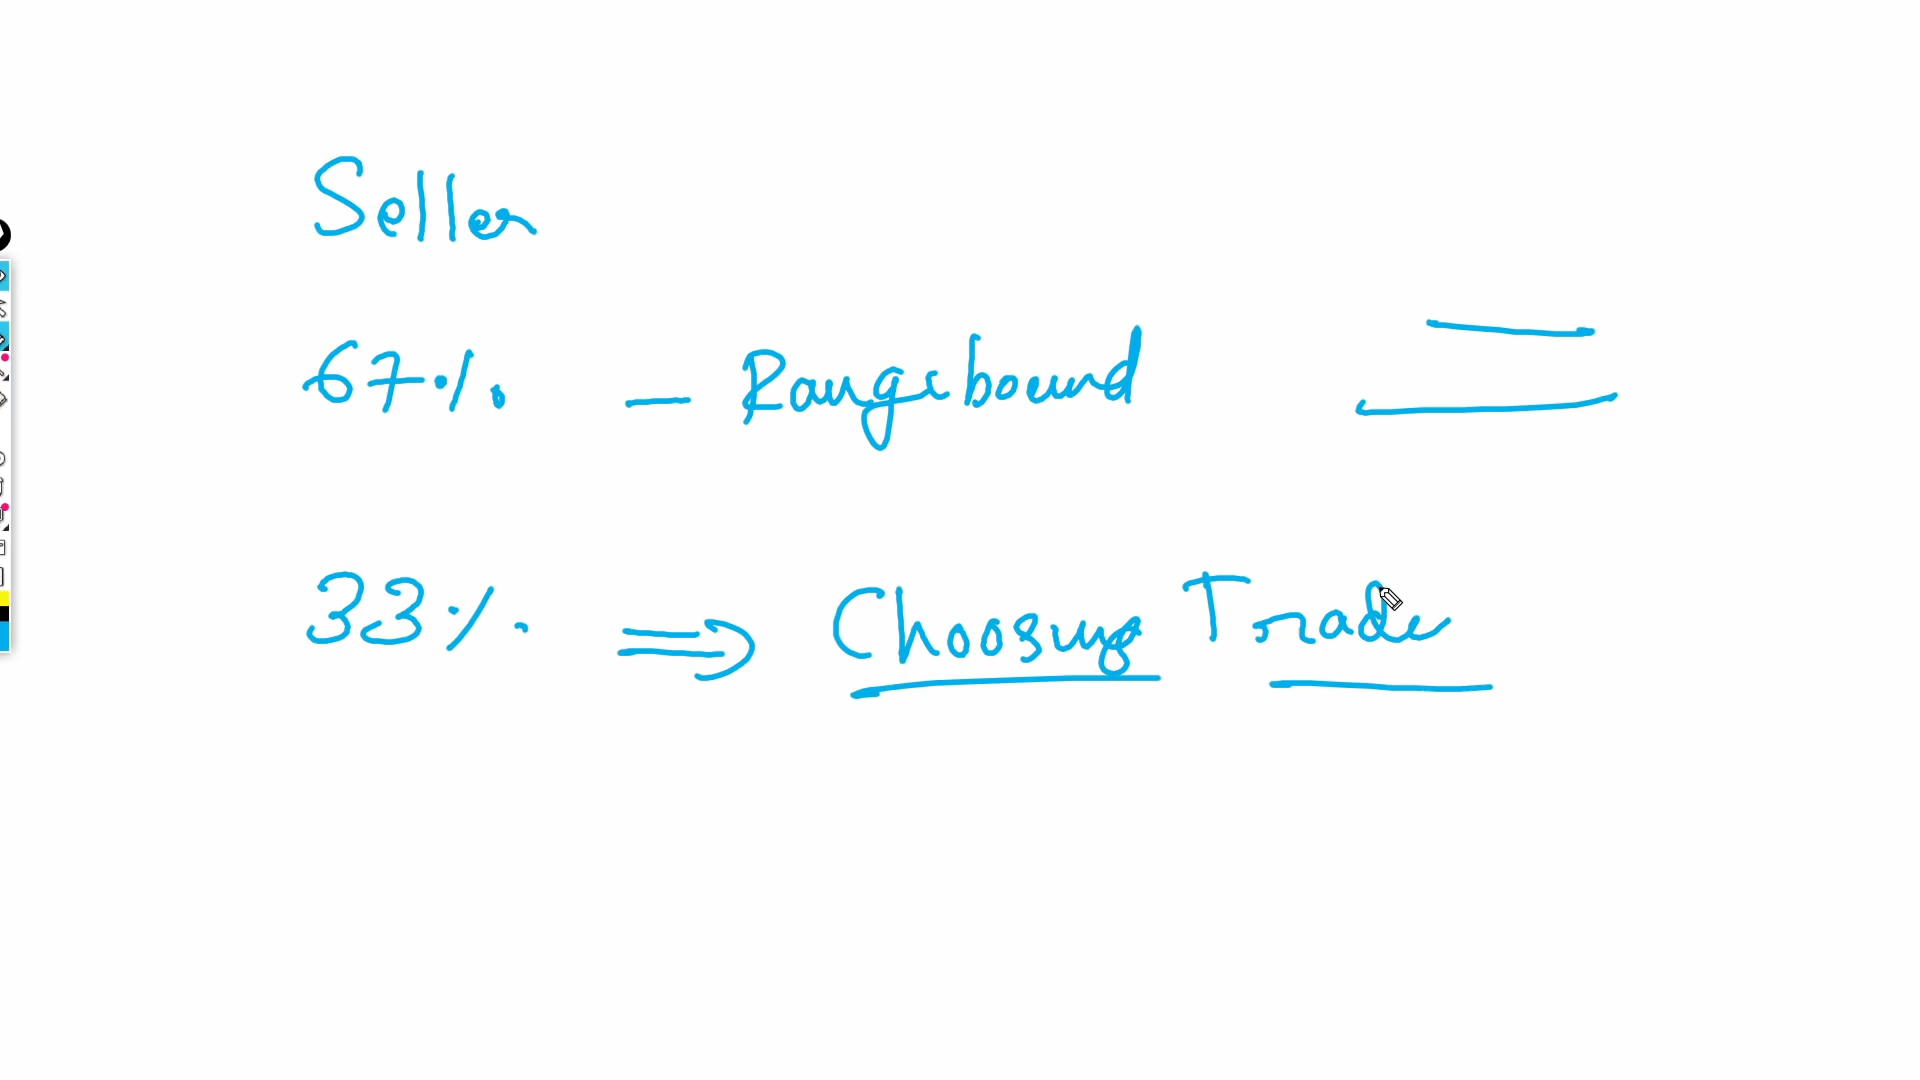 Seller
67% - Rangebound
33% ⇒ Choosing Trade